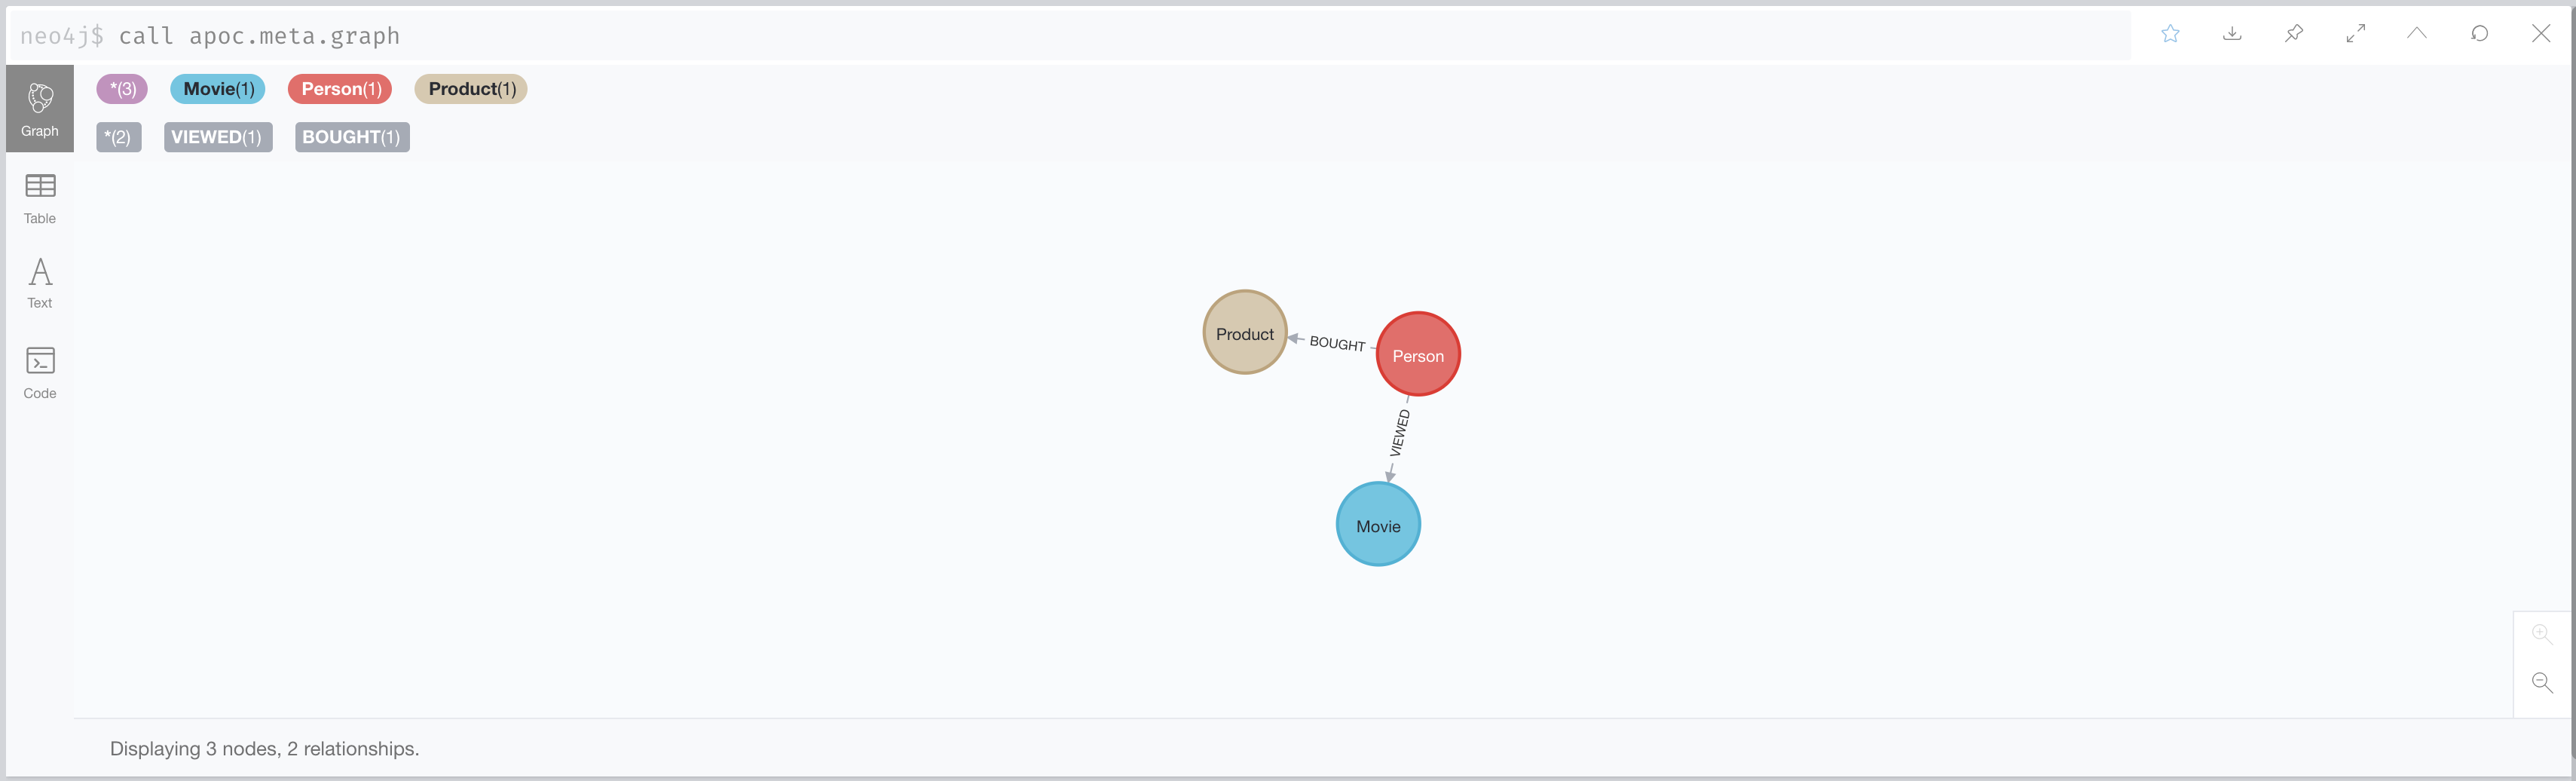 neo4j$ call apoc.meta.graph
*(3) Movie(1) Person(1) Product(1)
*(2) VIEWED(1) BOUGHT(1)
Graph
Table
Text
Code
Product
BOUGHT
Person
VIEWED
Movie
Displaying 3 nodes, 2 relationships.